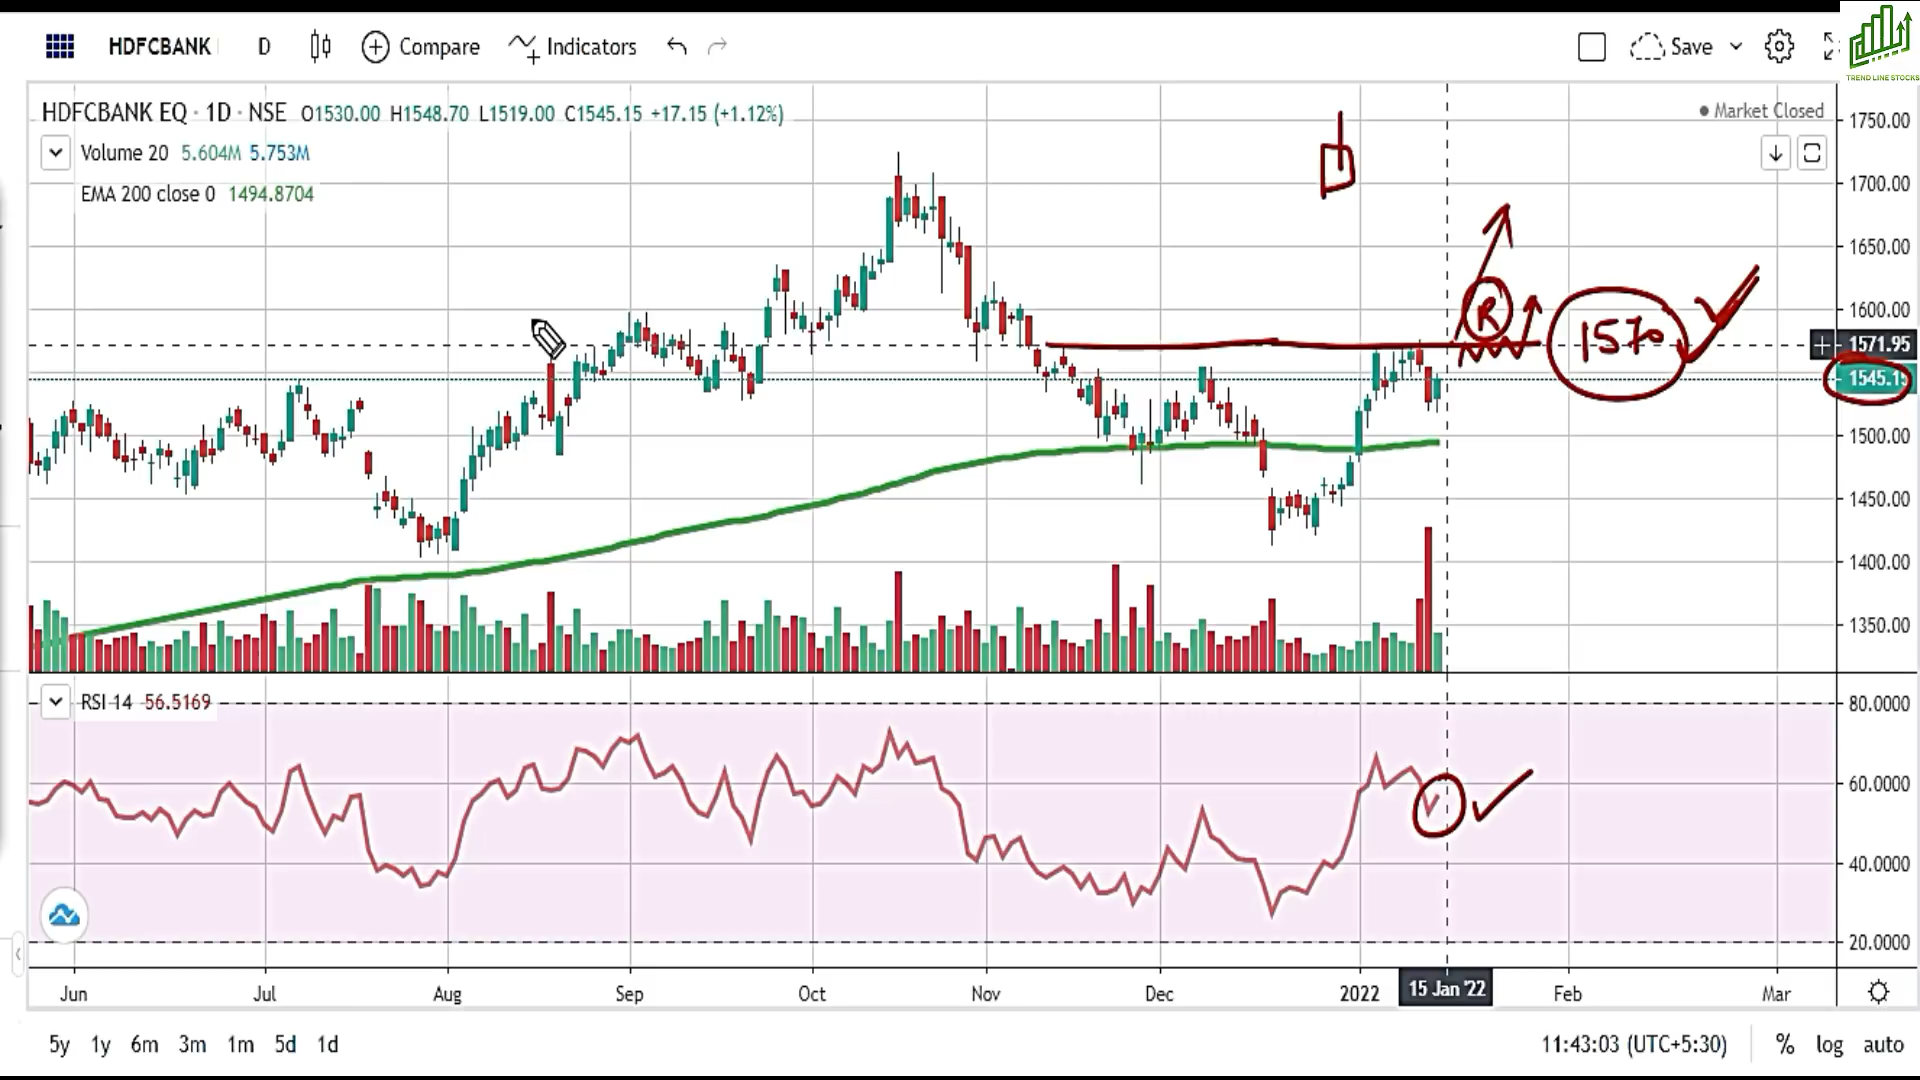 HDFCBANK D Compare Indicators Save
TREND LINE STOCKS
HDFCBANK EQ · 1D · NSE O1530.00 H1548.70 L1519.00 C1545.15 +17.15 (+1.12%)
Market Closed
Volume 20 5.604M 5.753M
EMA 200 close 0 1494.8704
1750.00
1700.00
1650.00
1600.00
R
1570
1571.95
1545.15
1500.00
1450.00
1400.00
1350.00
RSI 14 56.5169
80.0000
60.0000
40.0000
20.0000
Jun Jul Aug Sep Oct Nov Dec 2022 15 Jan '22 Feb Mar
5y 1y 6m 3m 1m 5d 1d 11:43:03 (UTC+5:30) % log auto